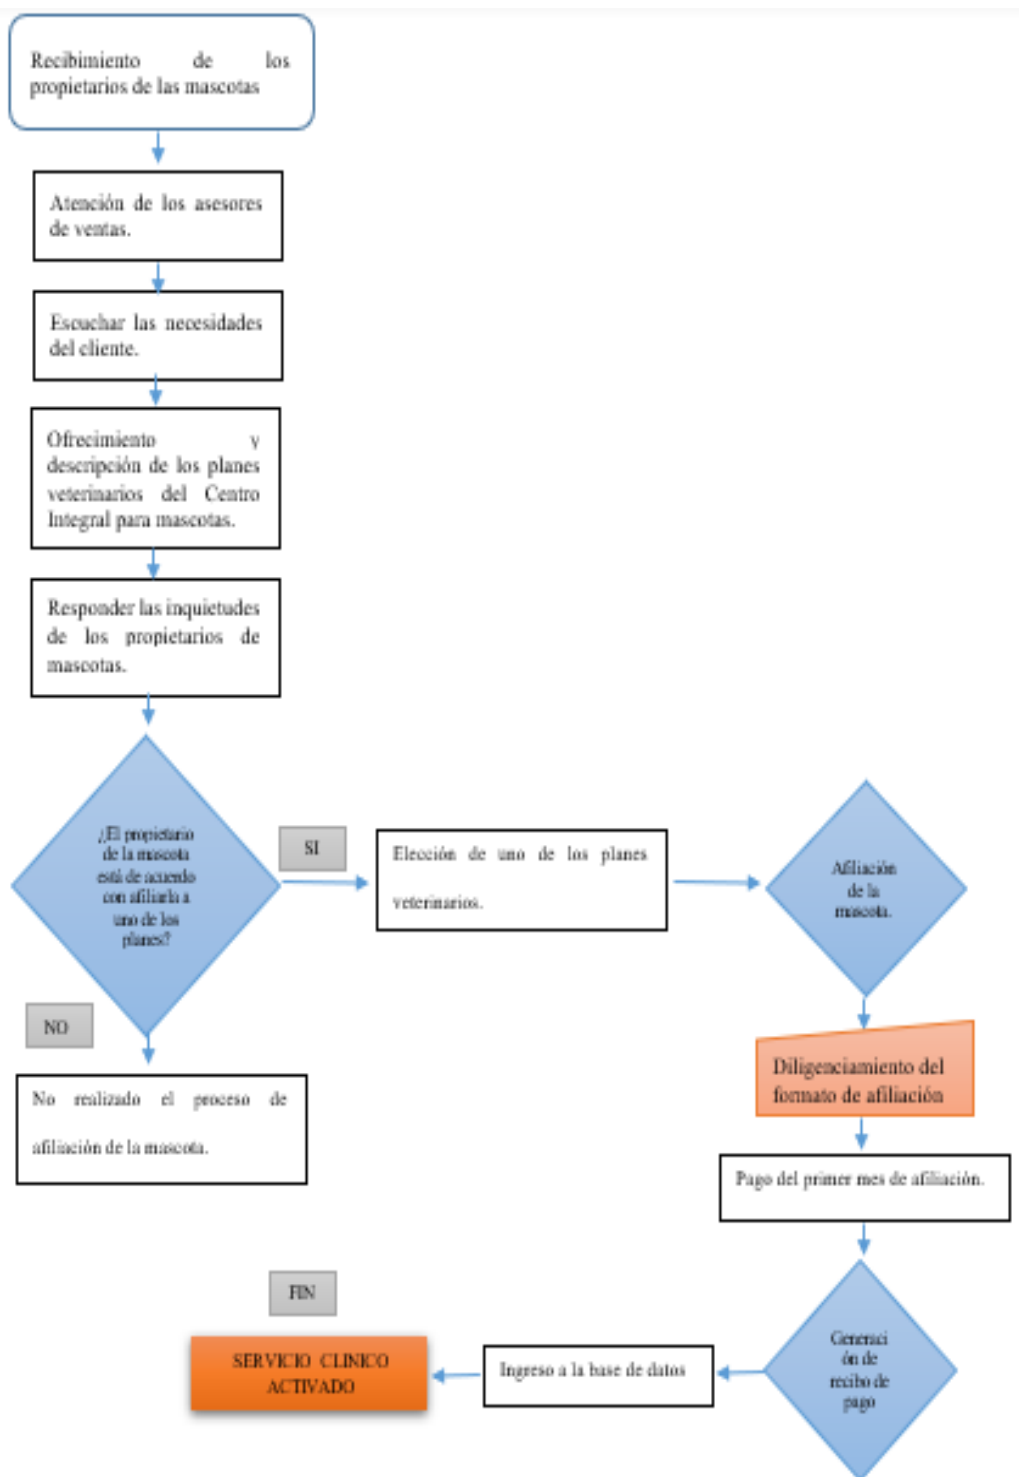 Recibimiento de los
propietarios de las mascotas
Atención de los asesores
de ventas.
Escuchar las necesidades
del cliente.
Ofrecimiento y
descripción de los planes
veterinarios del Centro
Integral para mascotas.
Responder las inquietudes
de los propietarios de
mascotas.
¿El propietario
de la mascota
está de acuerdo
con afiliarla a
uno de los
planes?
SI
Elección de uno de los planes
veterinarios.
Afiliación
de la
mascota.
NO
No realizado el proceso de
afiliación de la mascota.
Diligenciamiento del
formato de afiliación
Pago del primer mes de afiliación.
Generaci
ón de
recibo de
pago
Ingreso a la base de datos
FIN
SERVICIO CLINICO
ACTIVADO